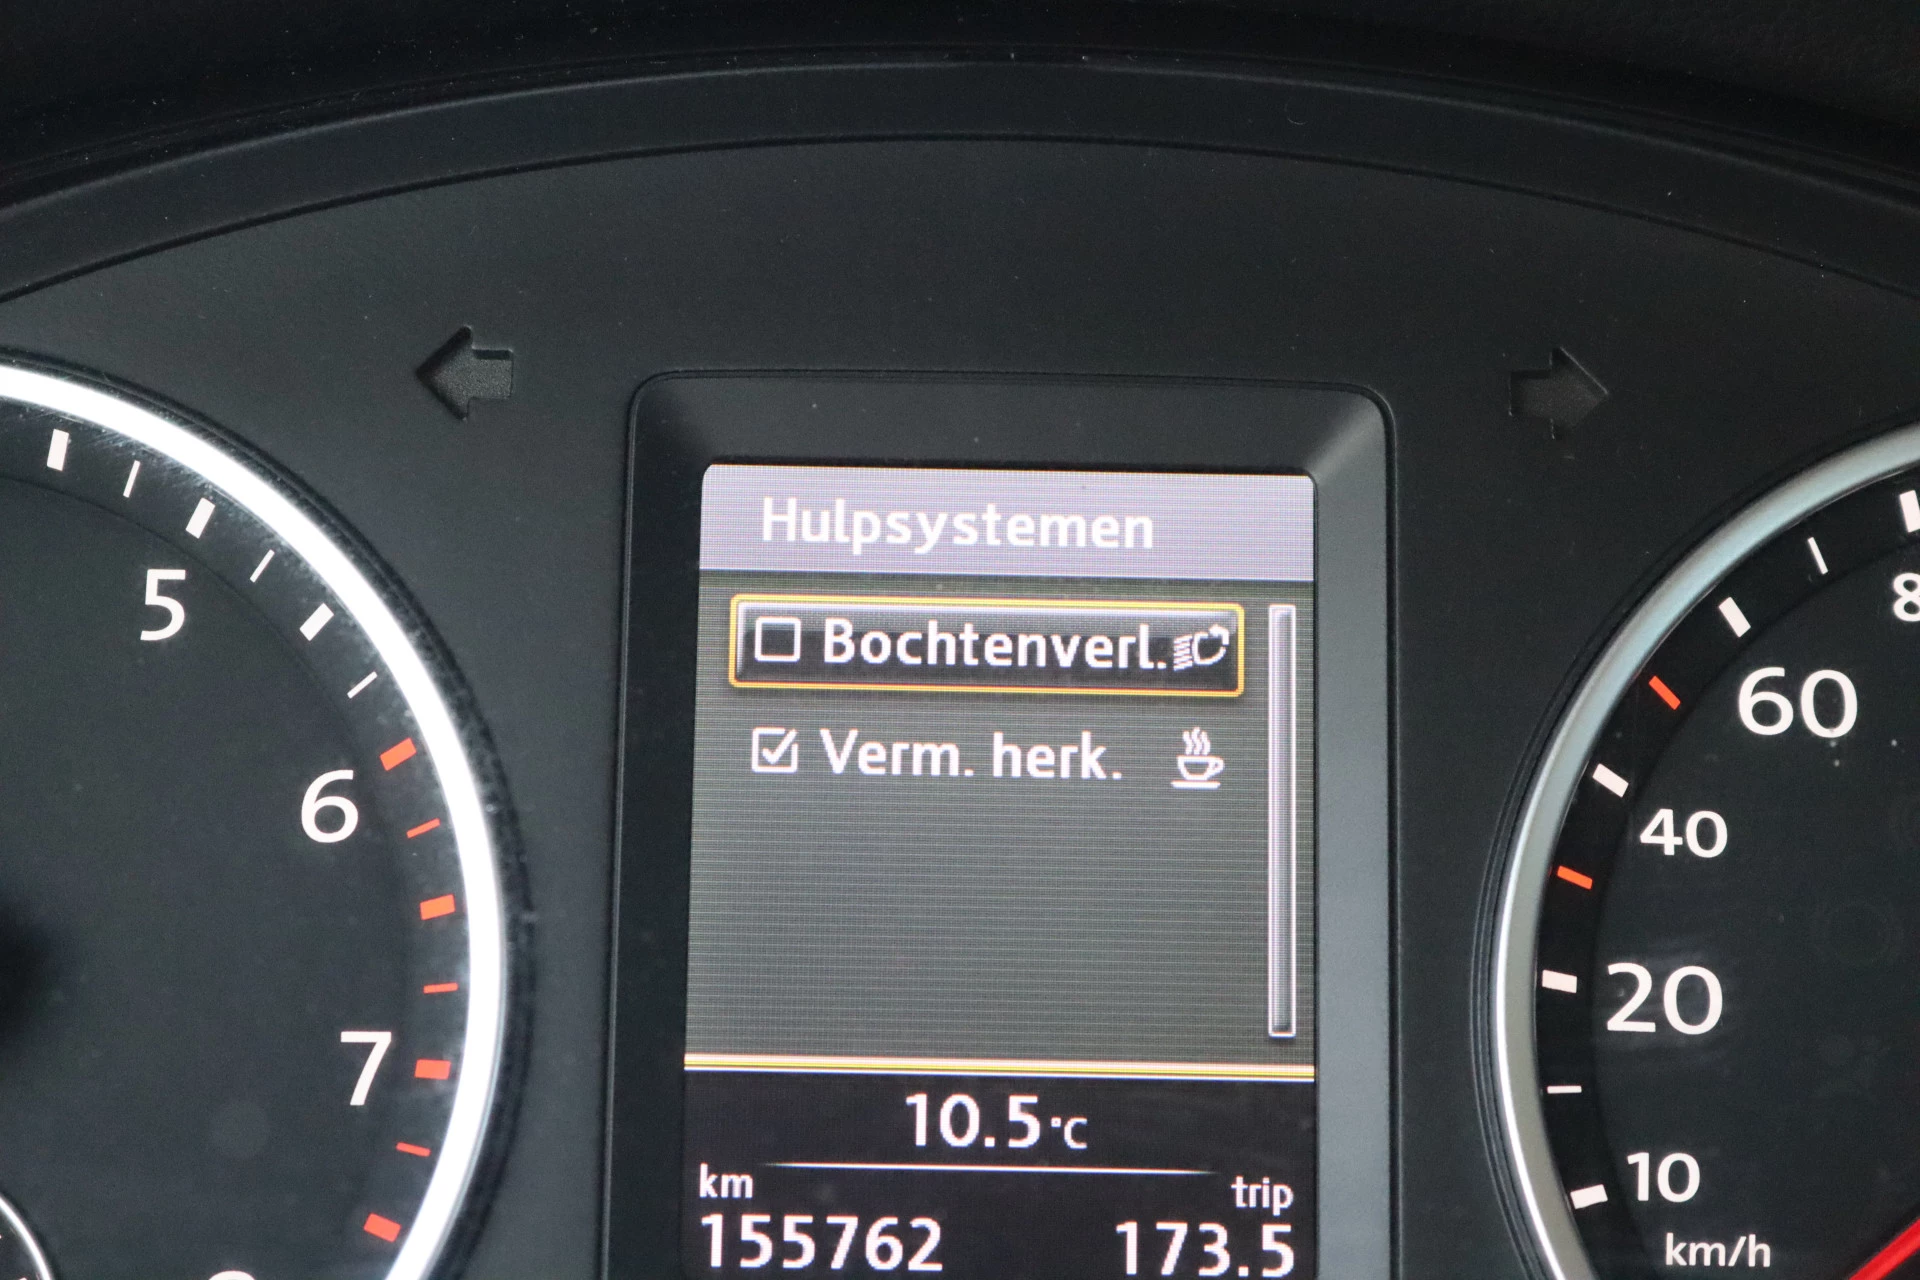 Hulpsystemen
Bochtenverl.
Verm. herk.
10.5 °C
km
trip
155762
173.5
5
6
7
8
60
40
20
10
km/h